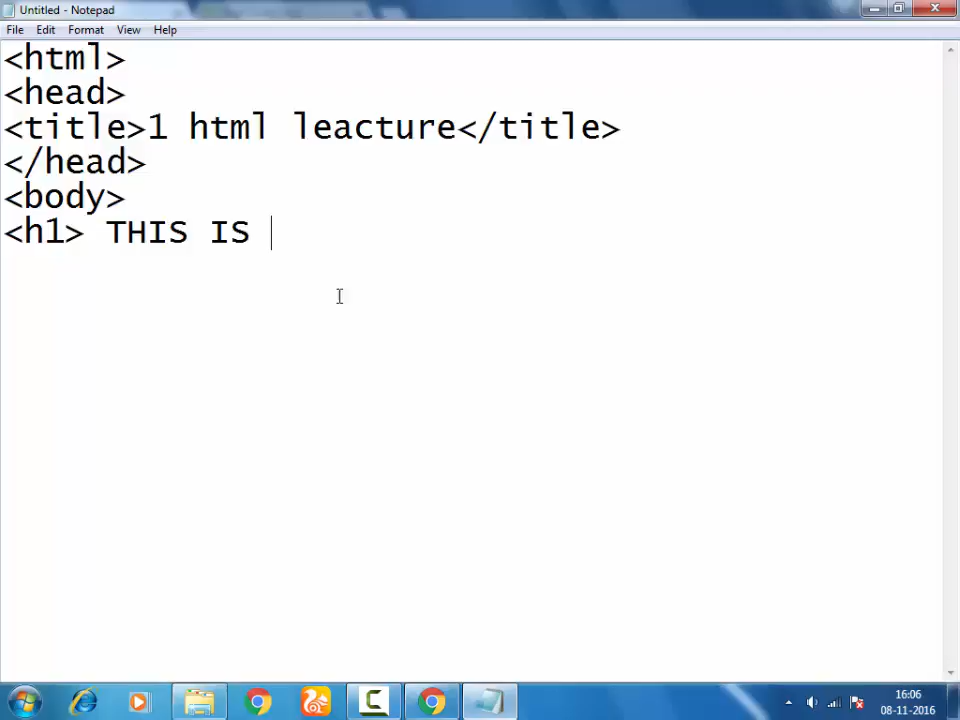 Untitled - Notepad
File Edit Format View Help
<html>
<head>
<title>1 html leacture</title>
</head>
<body>
<h1> THIS IS
16:06
08-11-2016